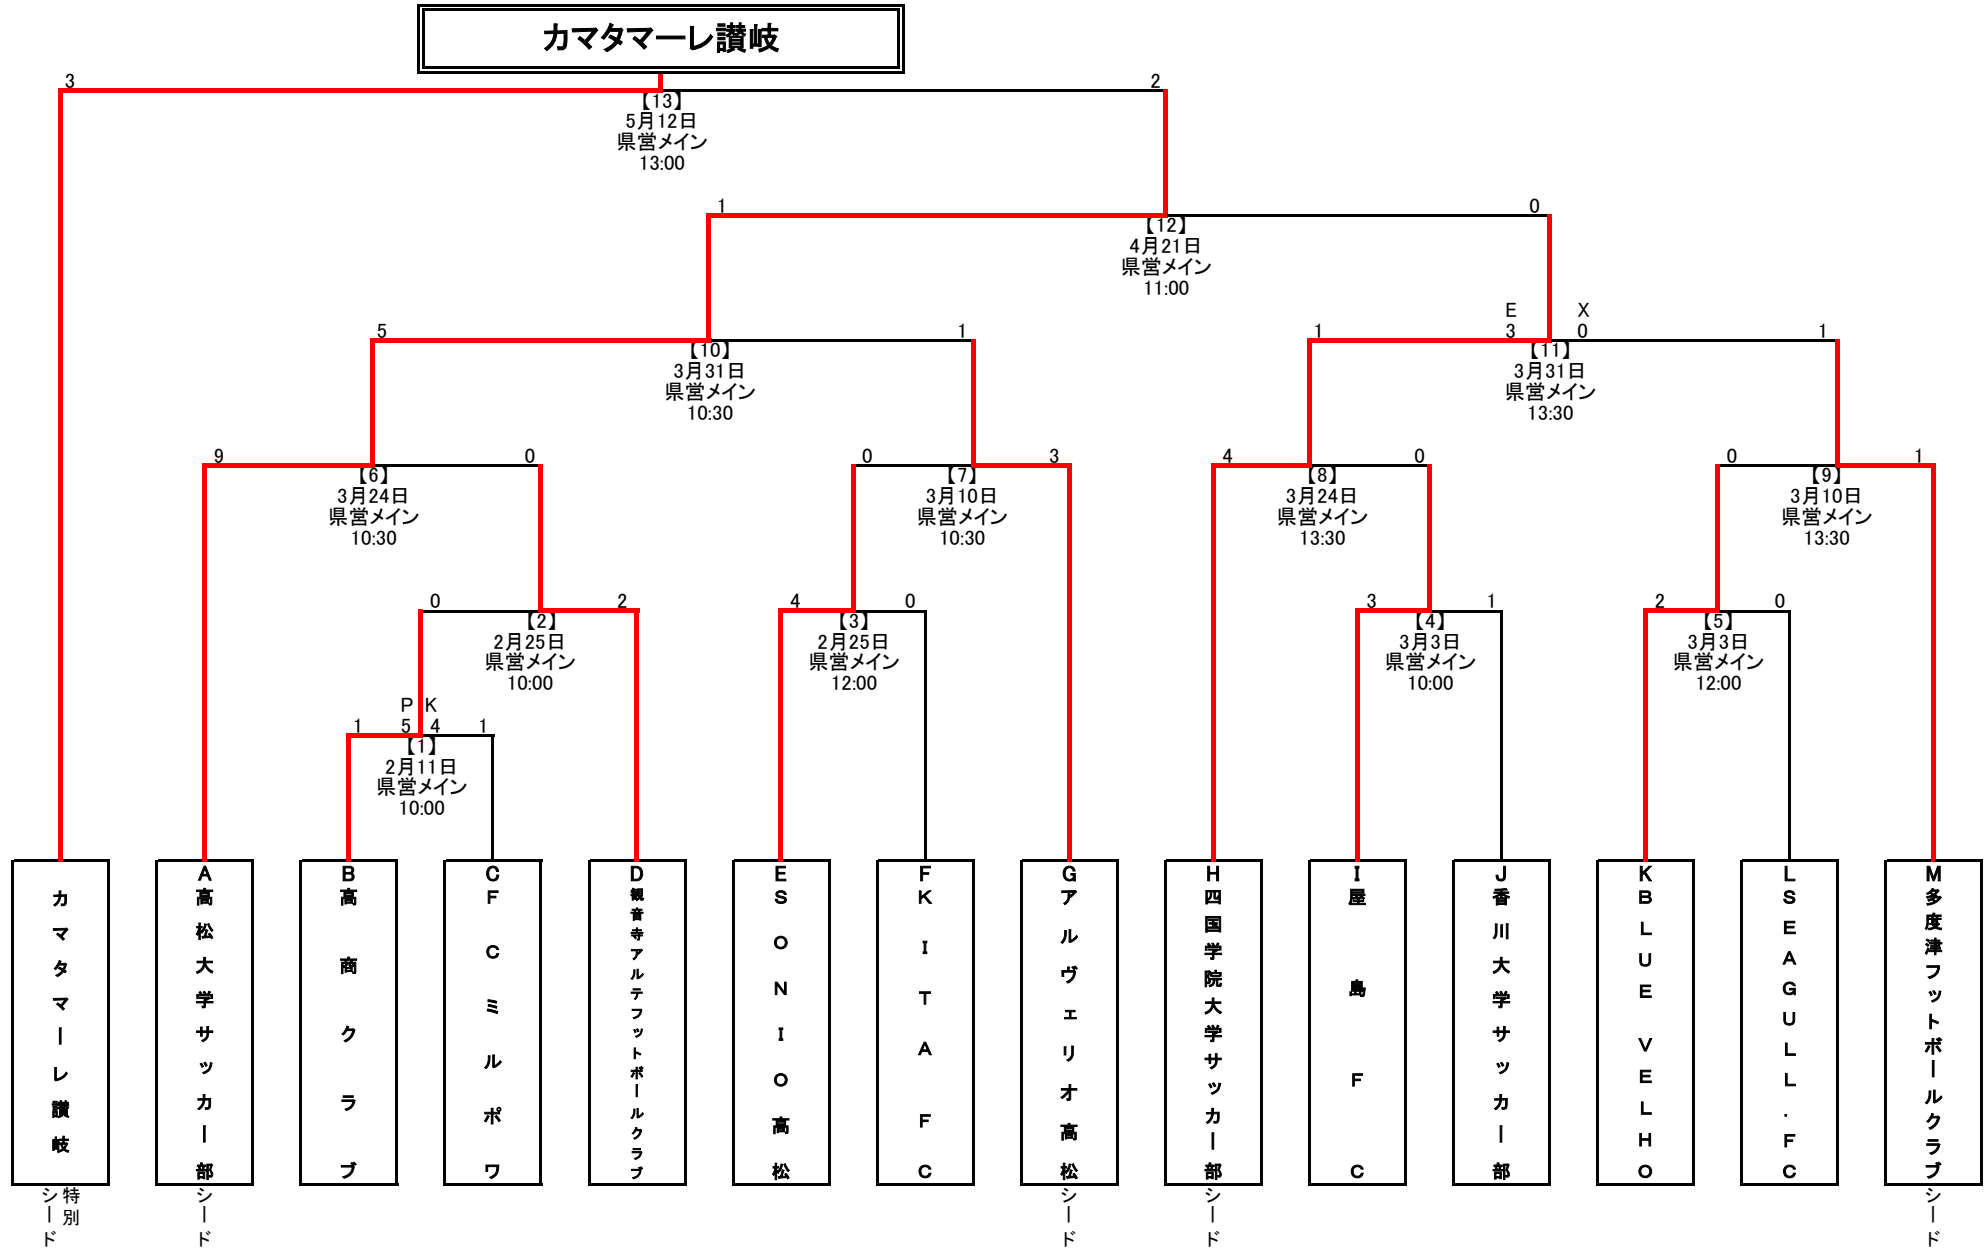 カマタマーレ讃岐
3 2
【13】
5月12日
県営メイン
13:00
1 0
【12】
4月21日
県営メイン
11:00
E X
5 1 1 3 0 1
【10】 【11】
3月31日 3月31日
県営メイン 県営メイン
10:30 13:30
9 0 0 3 4 0 0 1
【6】 【7】 【8】 【9】
3月24日 3月10日 3月24日 3月10日
県営メイン 県営メイン 県営メイン 県営メイン
10:30 10:30 13:30 13:30
0 2 4 0 3 1 2 0
【2】 【3】 【4】 【5】
2月25日 2月25日 3月3日 3月3日
県営メイン 県営メイン 県営メイン 県営メイン
10:00 12:00 10:00 12:00
PK
1 5 4 1
【1】
2月11日
県営メイン
10:00
カマタマーレ讃岐
特別
シード
A高松大学サッカー部
シード
B高商クラブ
CFCミルポワ
D観音寺アルテフットボールクラブ
ESONIO高松
FKITA FC
Gアルヴェリオ高松
シード
H四国学院大学サッカー部
シード
I屋島FC
J香川大学サッカー部
KBLUE VELHO
LSEAGULL.FC
M多度津フットボールクラブ
シード